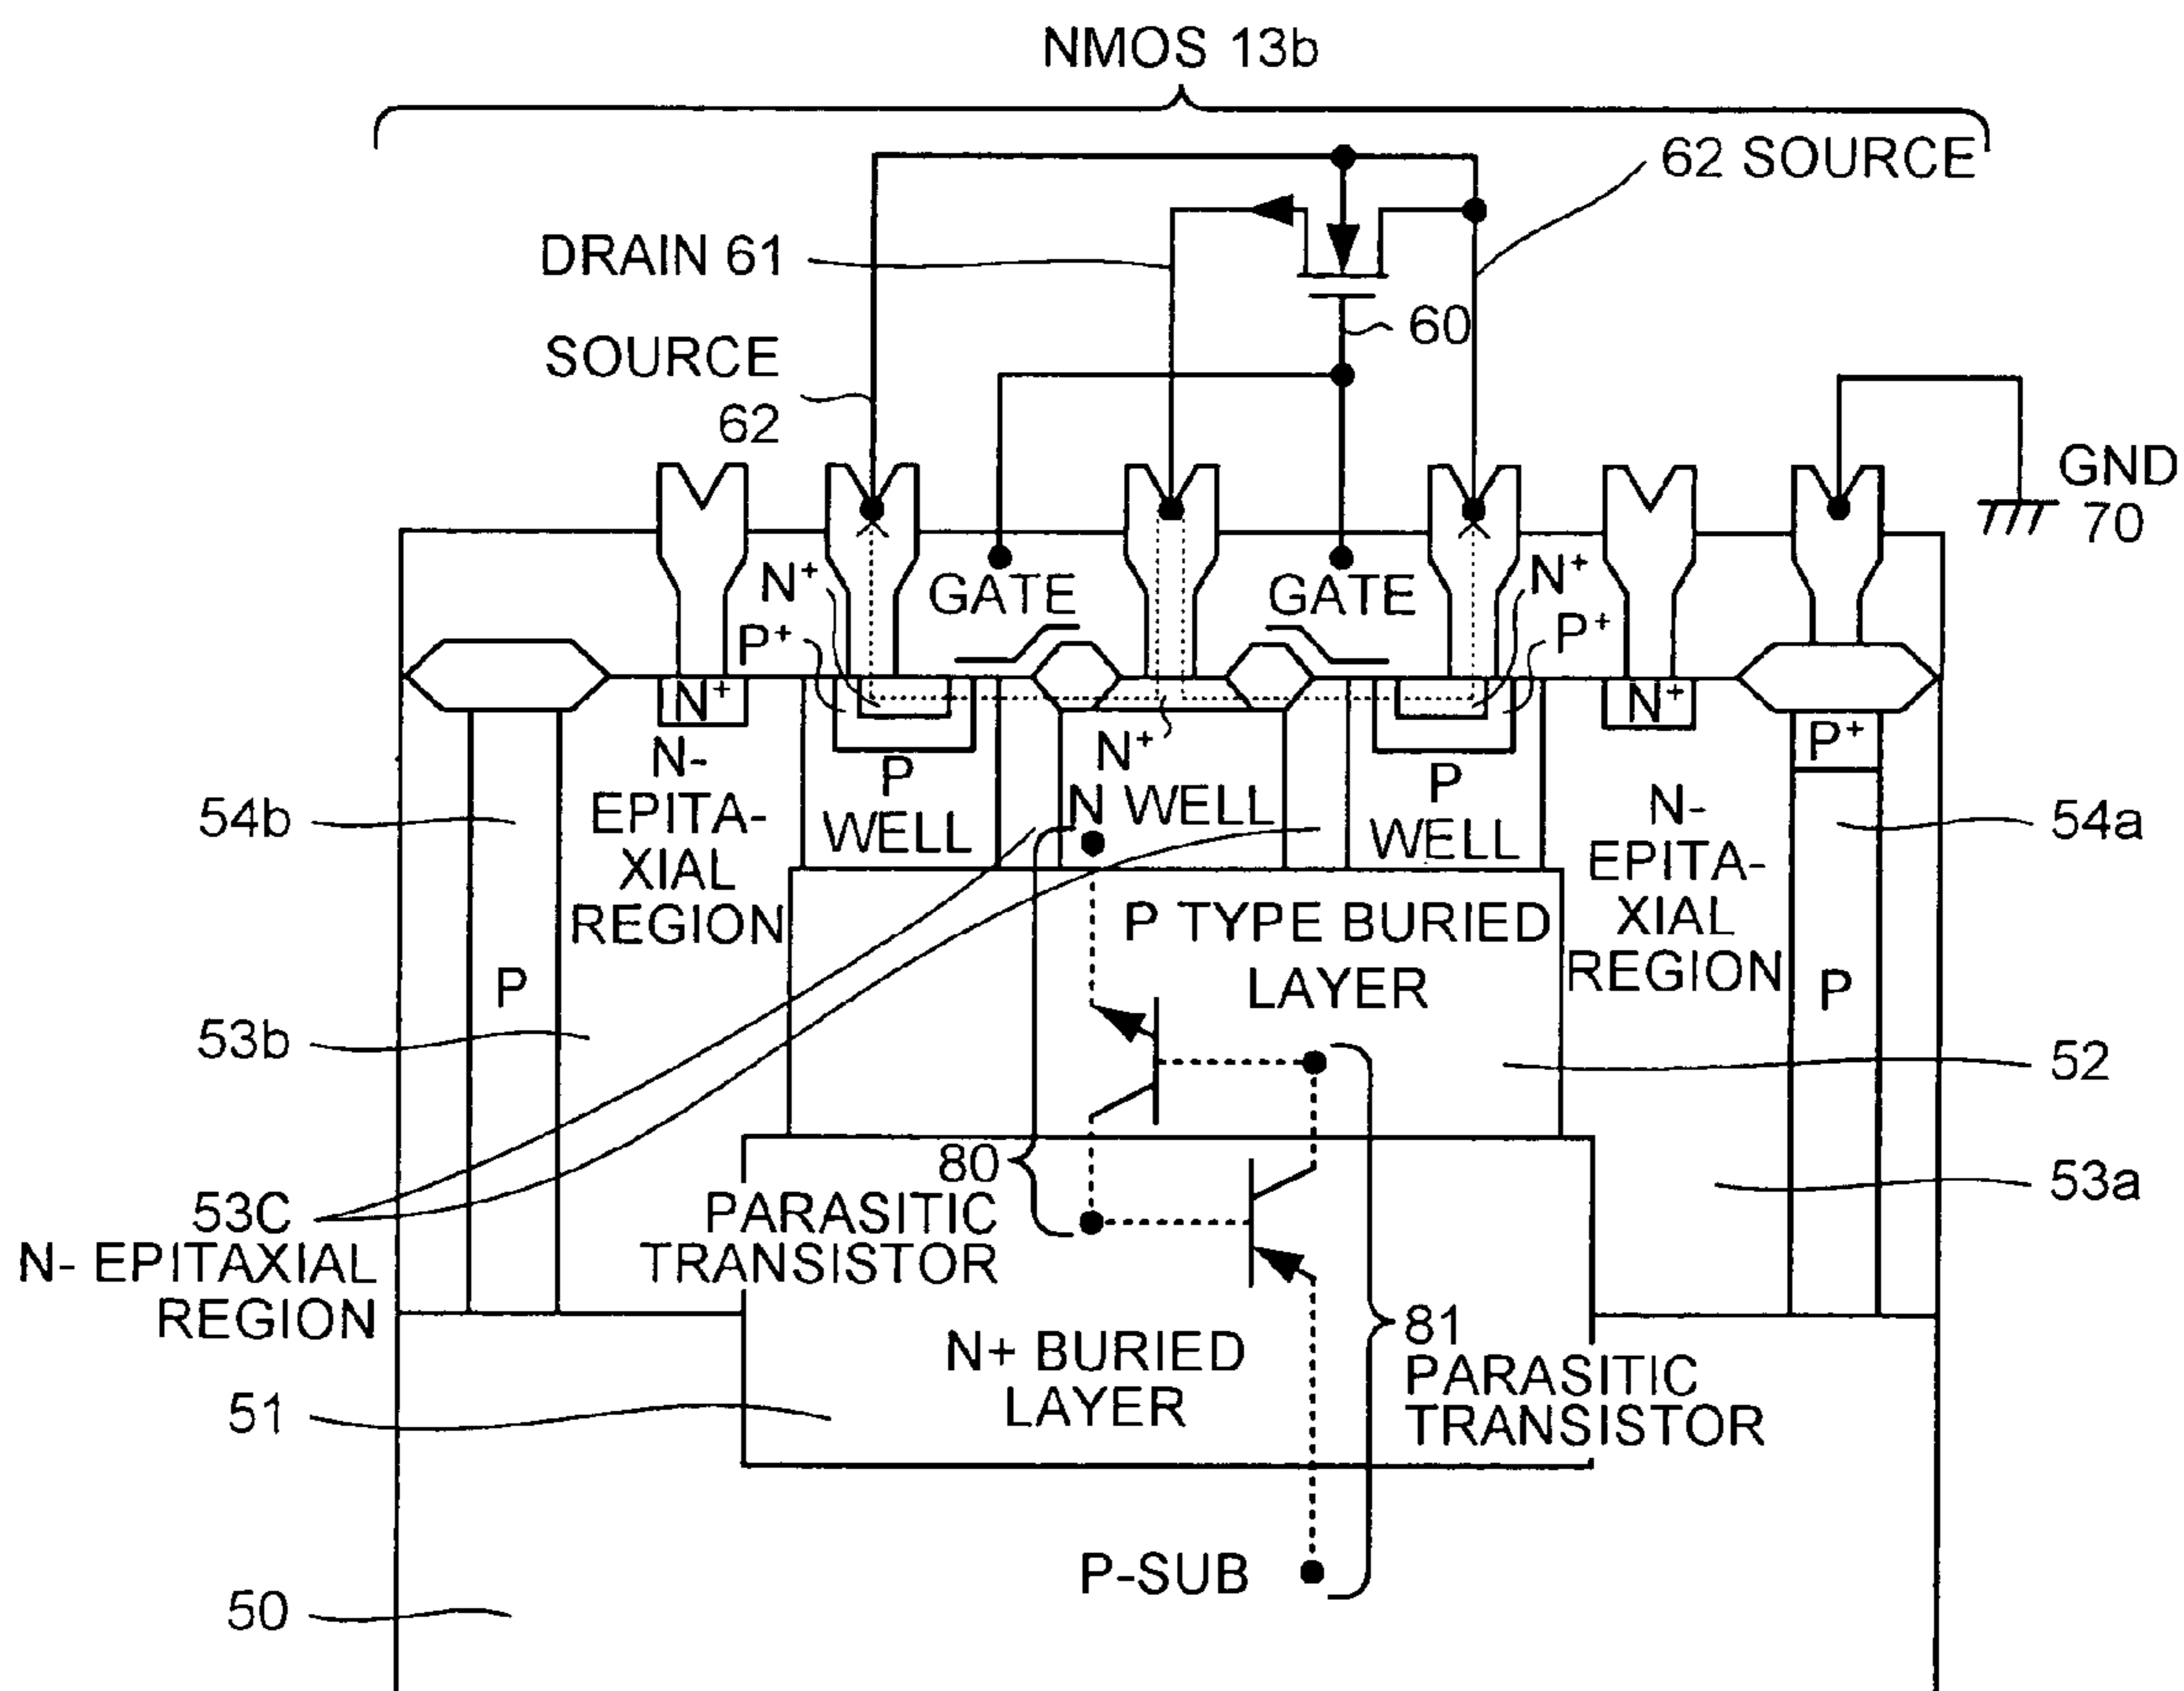 NMOS 13b
62 SOURCE
DRAIN 61
60
SOURCE
62
GND
70
N+
GATE
GATE
N+
P+
P+
N+
N+
N+
P+
N-
EPITA-
XIAL
REGION
P
WELL
N WELL
P
WELL
N-
EPITA-
XIAL
REGION
54b
54a
P TYPE BURIED
LAYER
P
P
53b
52
80
53C
N- EPITAXIAL
REGION
PARASITIC
TRANSISTOR
53a
81
PARASITIC
TRANSISTOR
N+ BURIED
LAYER
51
P-SUB
50